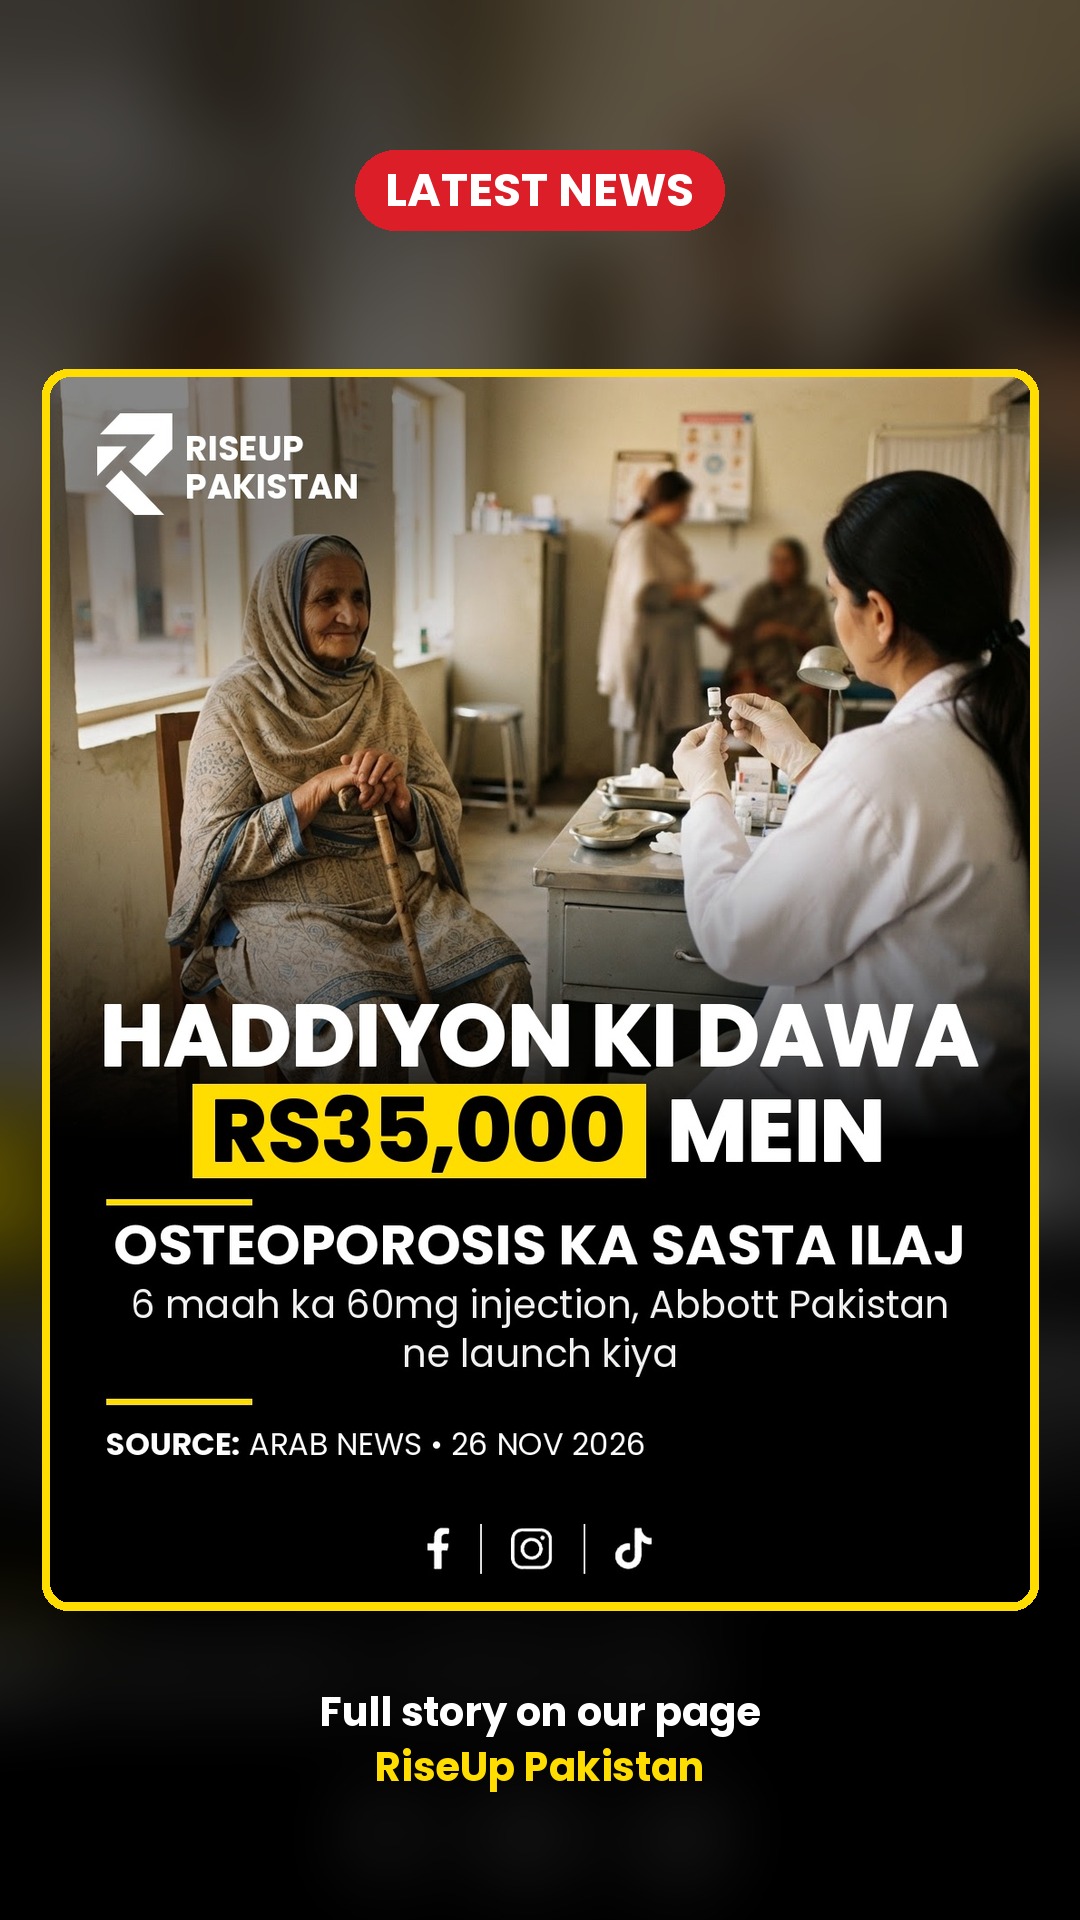 LATEST NEWS
RISEUP
PAKISTAN
HADDIYON KI DAWA
RS35,000 MEIN
OSTEOPOROSIS KA SASTA ILAJ
6 maah ka 60mg injection, Abbott Pakistan
ne launch kiya
SOURCE: ARAB NEWS • 26 NOV 2026
Full story on our page
RiseUp Pakistan